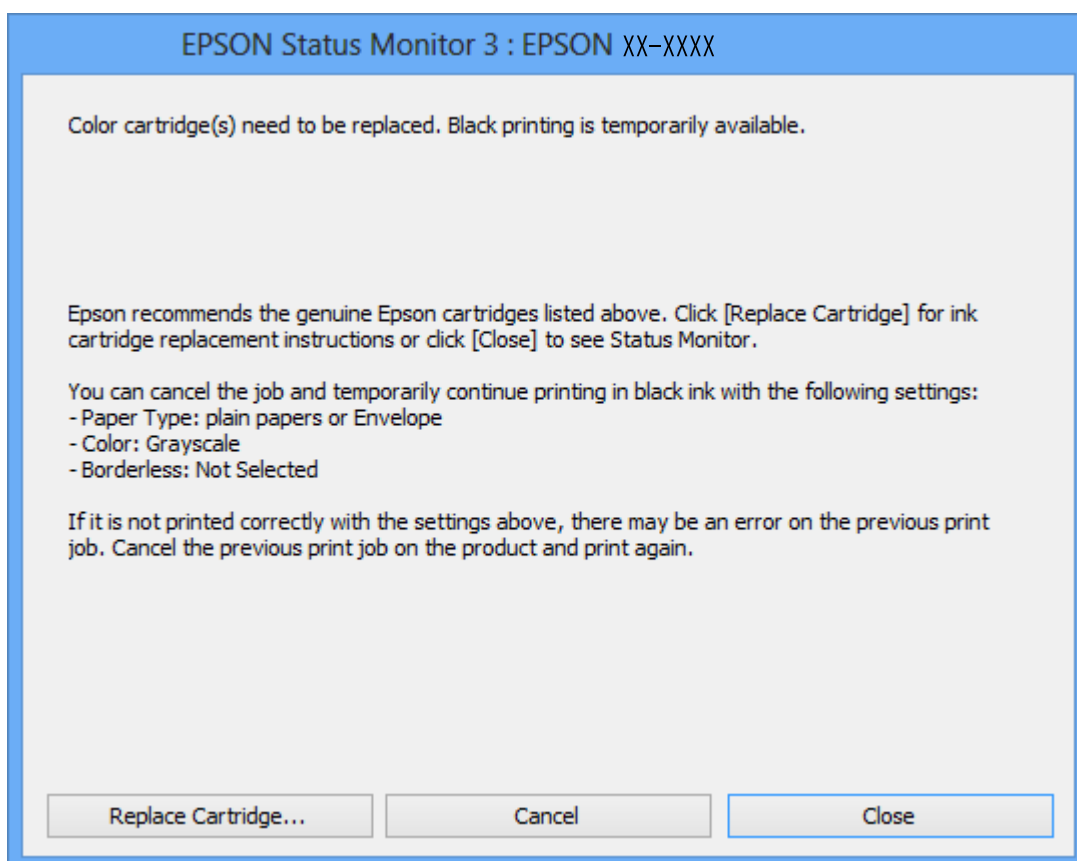 EPSON Status Monitor 3 : EPSON XX-XXXX
Color cartridge(s) need to be replaced. Black printing is temporarily available.
Epson recommends the genuine Epson cartridges listed above. Click [Replace Cartridge] for ink
cartridge replacement instructions or click [Close] to see Status Monitor.
You can cancel the job and temporarily continue printing in black ink with the following settings:
- Paper Type: plain papers or Envelope
- Color: Grayscale
- Borderless: Not Selected
If it is not printed correctly with the settings above, there may be an error on the previous print
job. Cancel the previous print job on the product and print again.
Replace Cartridge...
Cancel
Close